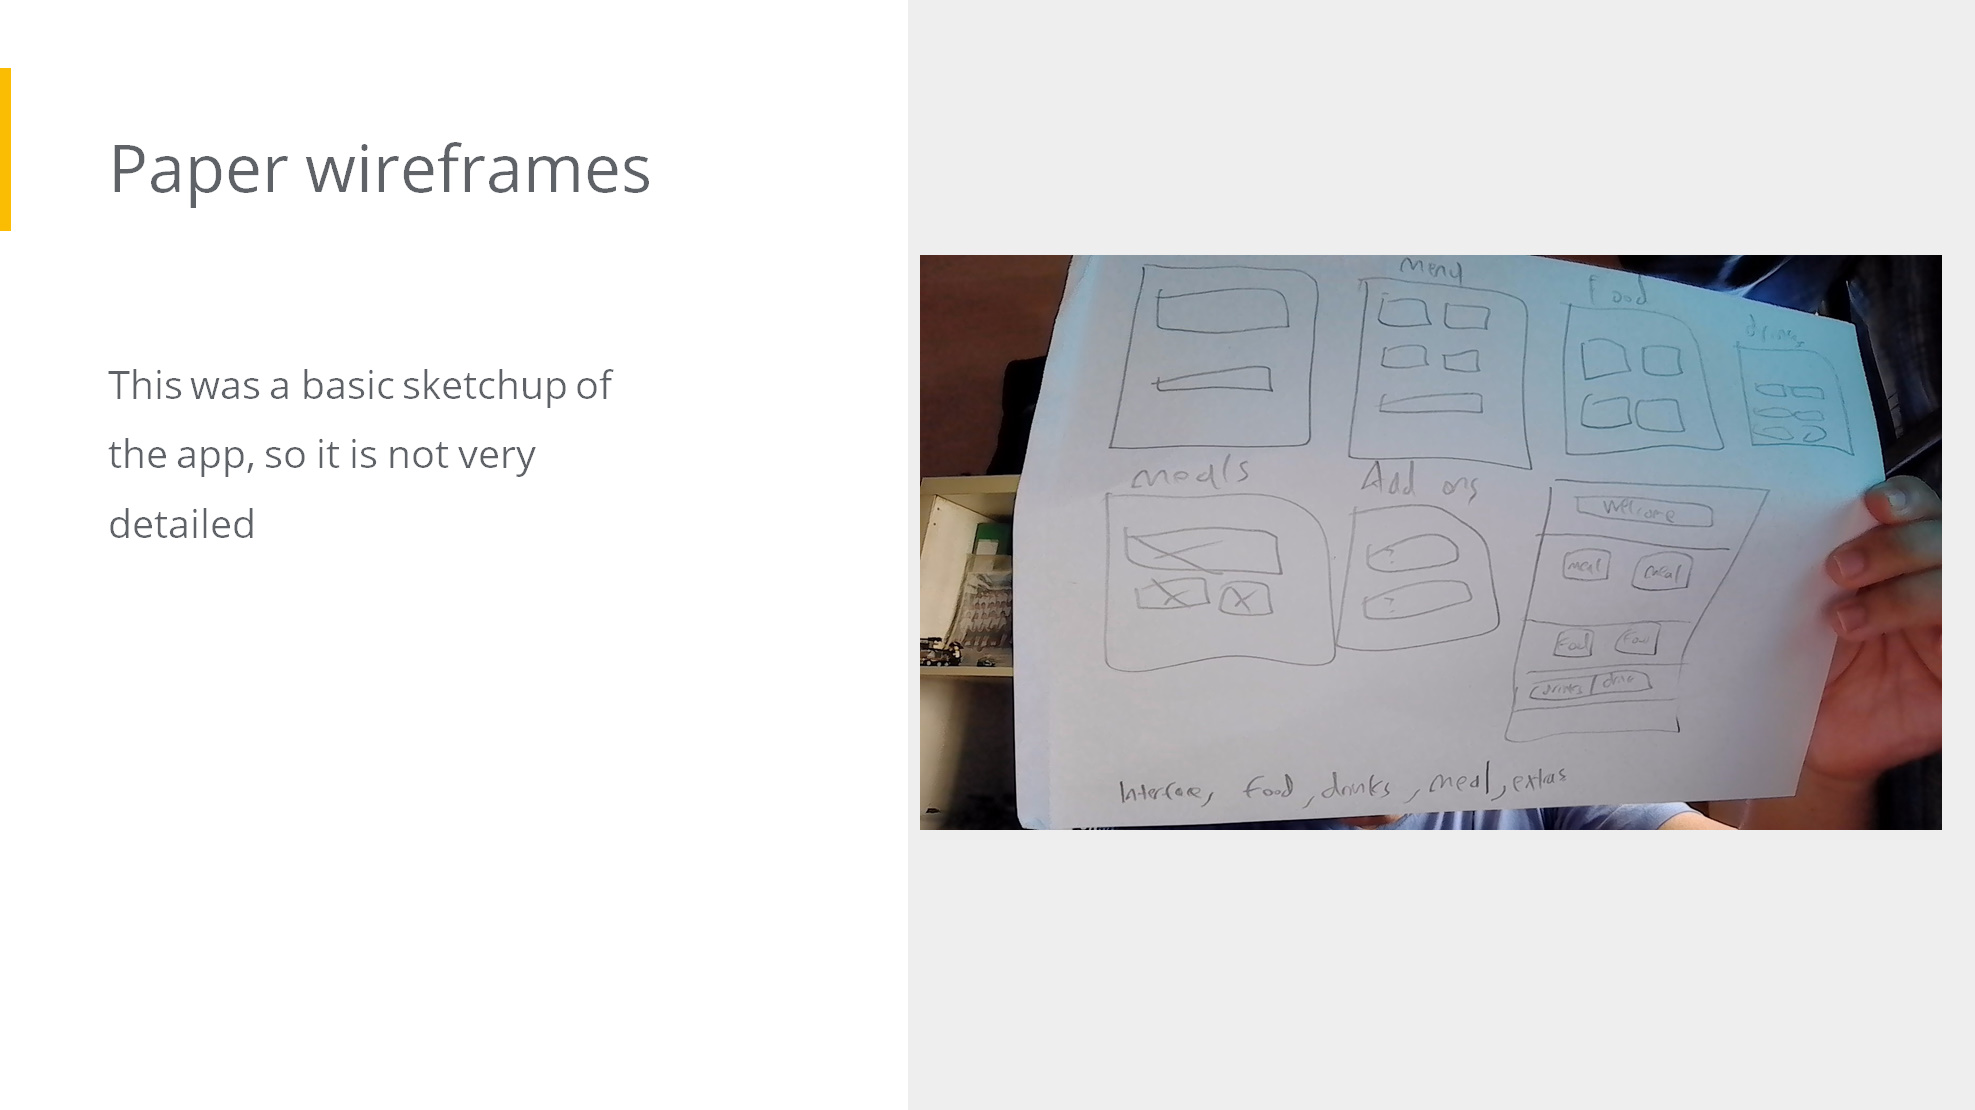 Paper wireframes
This was a basic sketchup of
the app, so it is not very
detailed
Menu
Food
drinks
meals
Add ons
Welcome
meal meal
Food Food
drinks drink
Interface, food, drinks, meal, extras